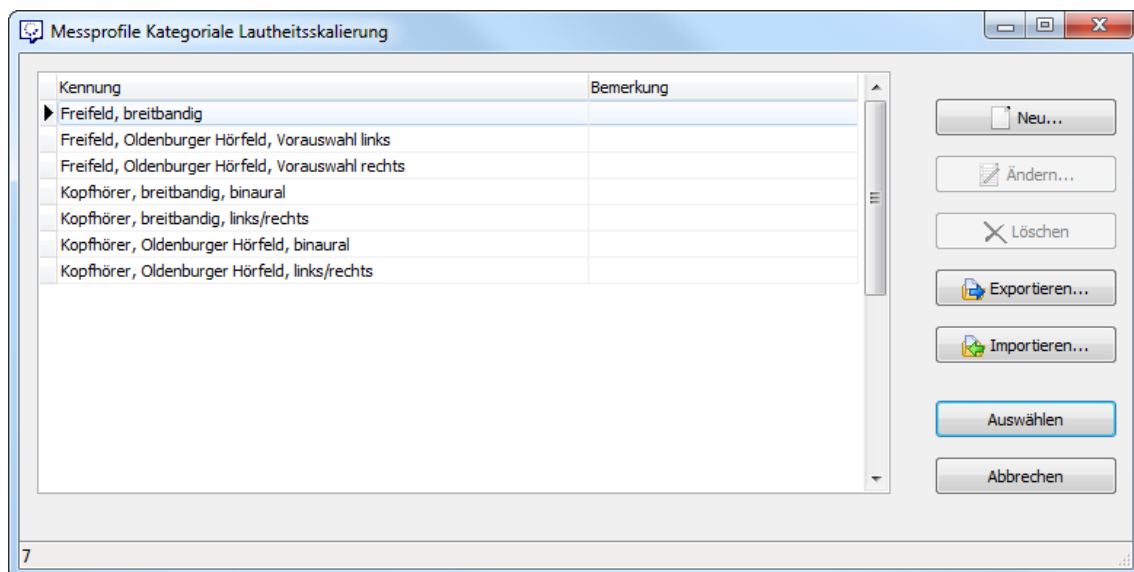 Messprofile Kategoriale Lautheitsskalierung
Kennung Bemerkung
Freifeld, breitbandig
Freifeld, Oldenburger Hörfeld, Vorauswahl links
Freifeld, Oldenburger Hörfeld, Vorauswahl rechts
Kopfhörer, breitbandig, binaural
Kopfhörer, breitbandig, links/rechts
Kopfhörer, Oldenburger Hörfeld, binaural
Kopfhörer, Oldenburger Hörfeld, links/rechts
Neu...
Ändern...
Löschen
Exportieren...
Importieren...
Auswählen
Abbrechen
7